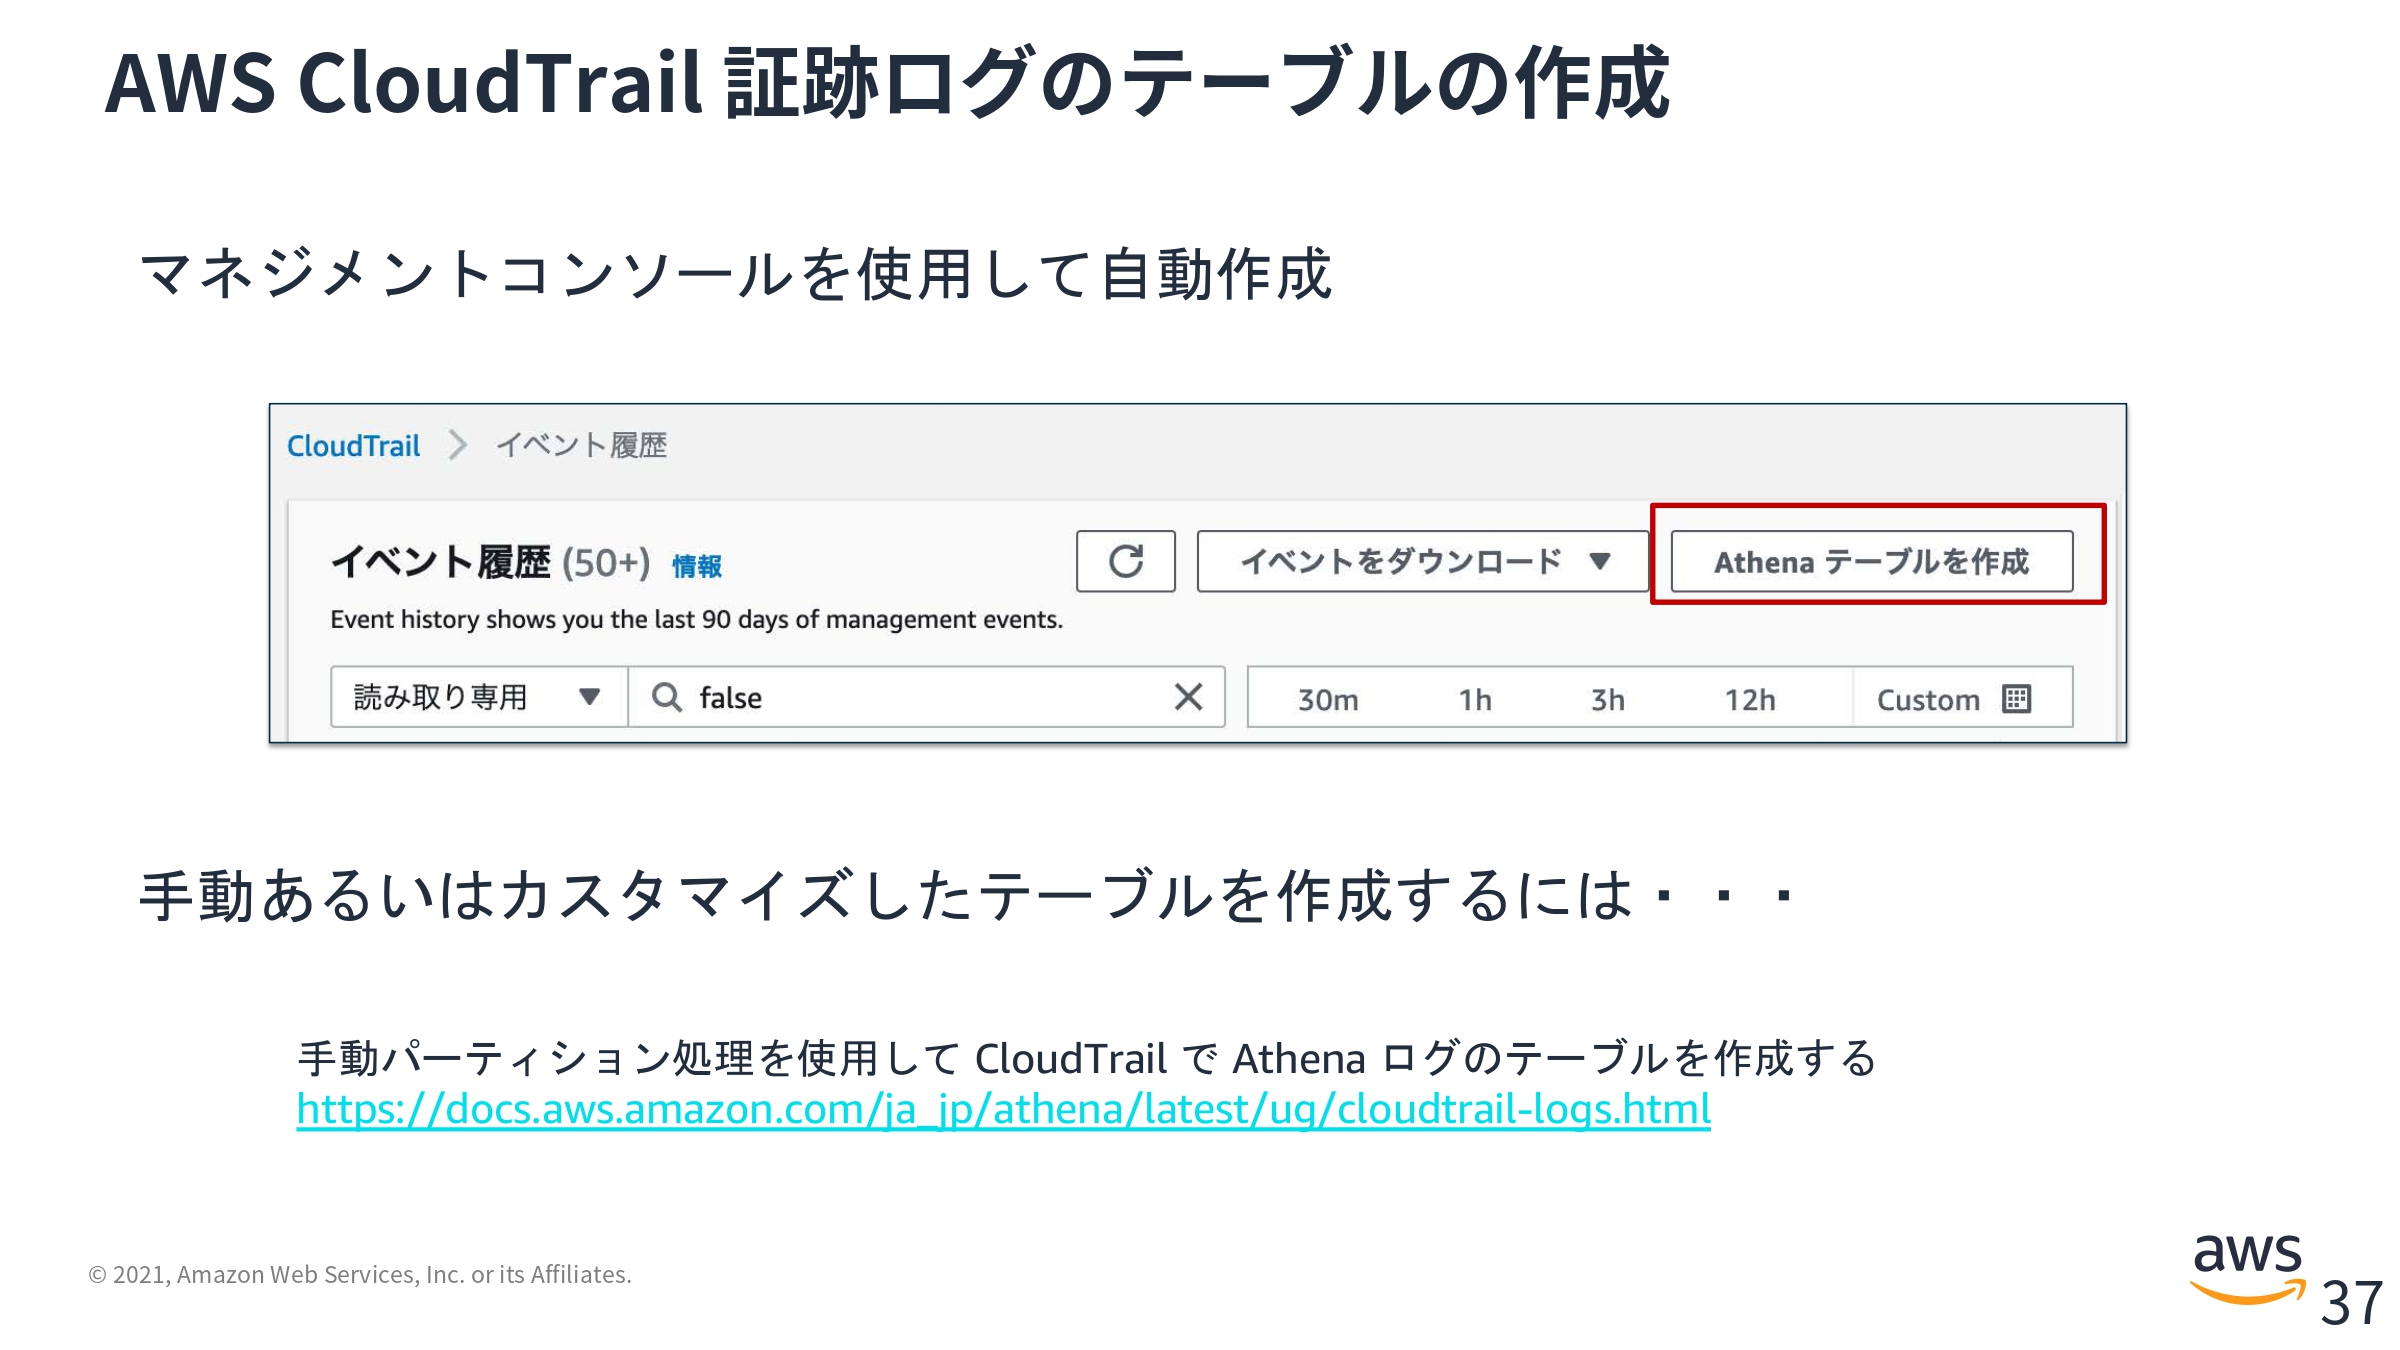 AWS CloudTrail 証跡ログのテーブルの作成
マネジメントコンソールを使用して自動作成
CloudTrail > イベント履歴
イベント履歴 (50+) 情報 イベントをダウンロード ▼ Athena テーブルを作成
Event history shows you the last 90 days of management events.
読み取り専用 ▼ false 30m 1h 3h 12h Custom
手動あるいはカスタマイズしたテーブルを作成するには・・・
手動パーティション処理を使用して CloudTrail で Athena ログのテーブルを作成する
https://docs.aws.amazon.com/ja_jp/athena/latest/ug/cloudtrail-logs.html
© 2021, Amazon Web Services, Inc. or its Affiliates.
aws
37